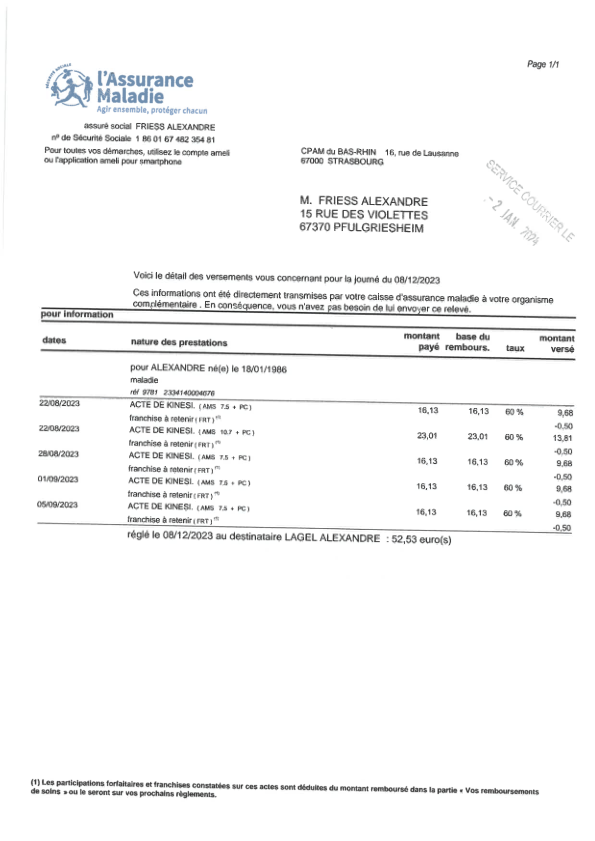 Page 1/1
SÉCURITÉ SOCIALE
l'Assurance
Maladie
Agir ensemble, protéger chacun
assuré social FRIESS ALEXANDRE
nº de Sécurité Sociale 1 86 01 67 482 354 81
Pour toutes vos démarches, utilisez le compte ameli
ou l'application ameli pour smartphone
CPAM du BAS-RHIN 16, rue de Lausanne
67000 STRASBOURG
SERVICE COURRIER LE
- 2 JAN. 2024
M. FRIESS ALEXANDRE
15 RUE DES VIOLETTES
67370 PFULGRIESHEIM
Voici le détail des versements vous concernant pour la journé du 08/12/2023
Ces informations ont été directement transmises par votre caisse d'assurance maladie à votre organisme
complémentaire . En conséquence, vous n'avez pas besoin de lui envoyer ce relevé.
pour information
dates nature des prestations montant payé base du rembours. taux montant versé
pour ALEXANDRE né(e) le 18/01/1986
maladie
réf 9781 2334140004676
22/08/2023 ACTE DE KINESI. ( AMS 7.5 + PC ) 16,13 16,13 60 % 9,68
franchise à retenir ( FRT ) (1) -0,50
22/08/2023 ACTE DE KINESI. ( AMS 10.7 + PC ) 23,01 23,01 60 % 13,81
franchise à retenir ( FRT ) (1) -0,50
28/08/2023 ACTE DE KINESI. ( AMS 7.5 + PC ) 16,13 16,13 60 % 9,68
franchise à retenir ( FRT ) (1) -0,50
01/09/2023 ACTE DE KINESI. ( AMS 7.5 + PC ) 16,13 16,13 60 % 9,68
franchise à retenir ( FRT ) (1) -0,50
05/09/2023 ACTE DE KINESI. ( AMS 7.5 + PC ) 16,13 16,13 60 % 9,68
franchise à retenir ( FRT ) (1) -0,50
réglé le 08/12/2023 au destinataire LAGEL ALEXANDRE : 52,53 euro(s)
(1) Les participations forfaitaires et franchises constatées sur ces actes sont déduites du montant remboursé dans la partie « Vos remboursements
de soins » ou le seront sur vos prochains règlements.